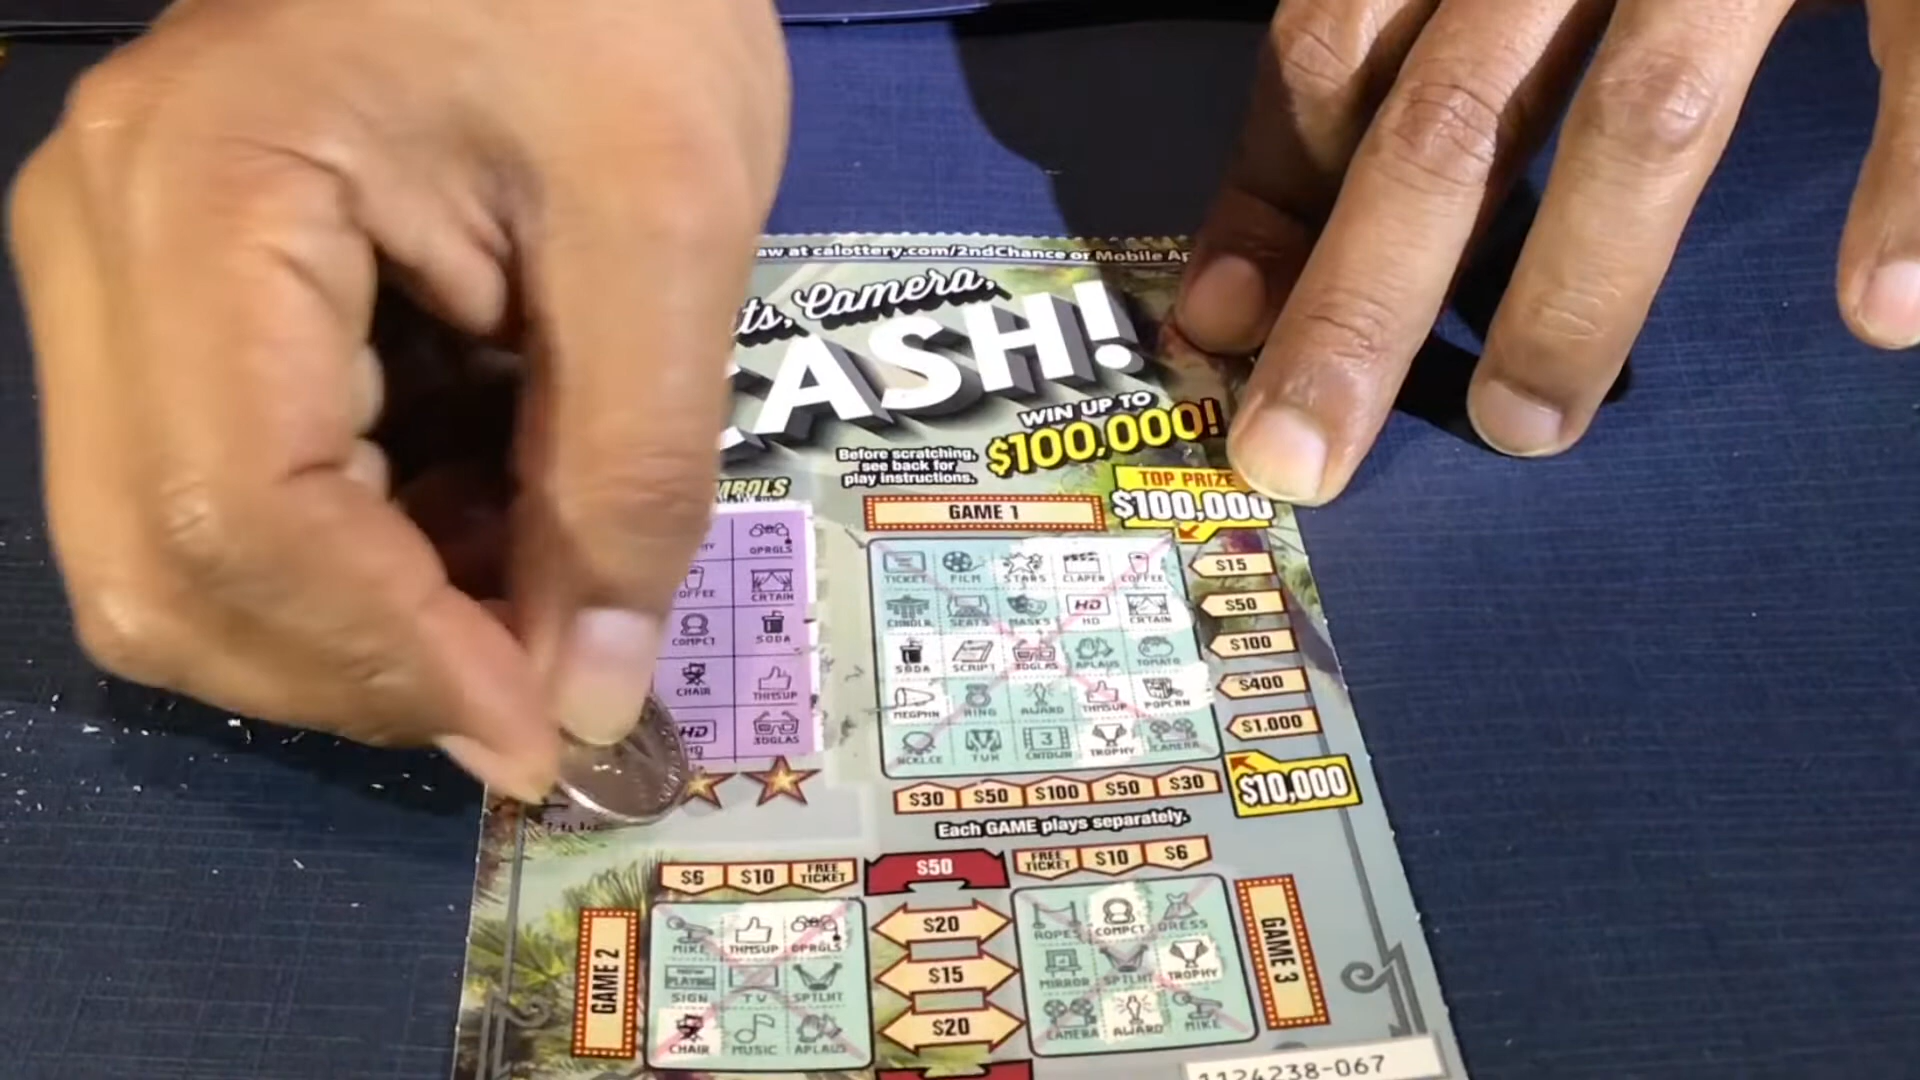 aw at calottery.com/2ndChance or Mobile Ap
ts, Camera,
CASH!
WIN UP TO
$100,000!
Before scratching,
see back for
play instructions.
TOP PRIZE
$100,000
MBOLS
OPRGLS
OFFEE CRTAIN
COMPCT SODA
CHAIR THMSUP
HD HD 3DGLAS
GAME 1
TICKET FILM STARS CLAPER COFFEE
CHNDLR SEATS MASKS HD HD CRTAIN
SODA SCRIPT 3DGLAS APLAUS TOMATO
MEGPHN RING AWARD THMSUP POPCRN
NCKLCE TUX 3 CNTDWN TROPHY CAMERA
$15
$50
$100
$400
$1,000
$10,000
$30 $50 $100 $50 $30
Each GAME plays separately.
$6 $10 FREE TICKET
$50
FREE TICKET $10 $6
GAME 2
MIKE THMSUP OPRGLS
SIGN TV SPTLHT
CHAIR MUSIC APLAUS
$20
$15
$20
ROPES COMPCT DRESS
MIRROR SPTLHT TROPHY
CAMERA AWARD MIKE
GAME 3
1124238-067